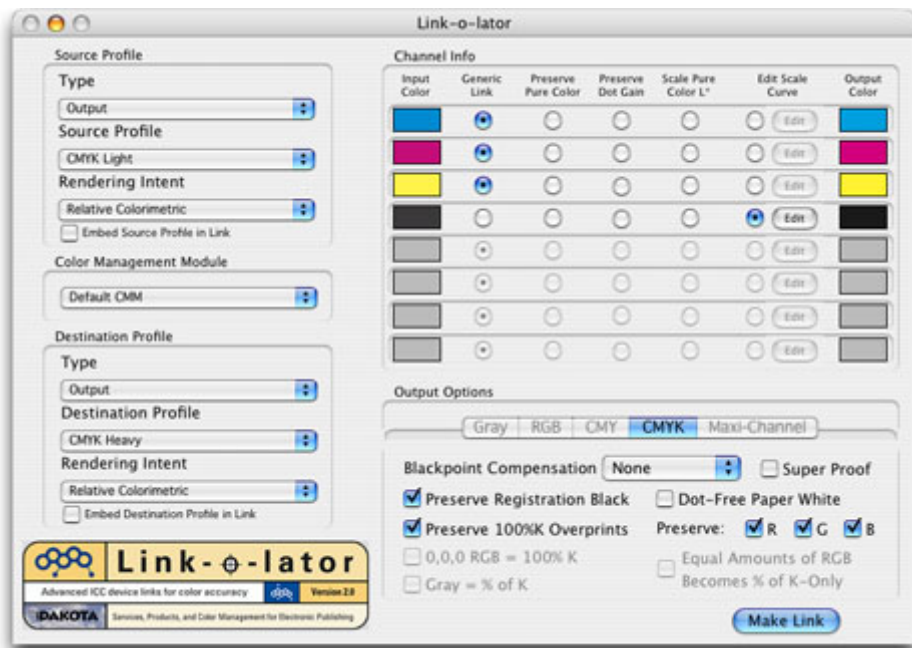 Link-o-lator
Source Profile
Type
Output
Source Profile
CMYK Light
Rendering Intent
Relative Colorimetric
Embed Source Profile in Link
Color Management Module
Default CMM
Destination Profile
Type
Output
Destination Profile
CMYK Heavy
Rendering Intent
Relative Colorimetric
Embed Destination Profile in Link
Link-o-lator
Advanced ICC device links for color accuracy
Version 2.0
DAKOTA
Services, Products, and Color Management for Electronic Publishing
Channel Info
Input Color
Generic Link
Preserve Pure Color
Preserve Dot Gain
Scale Pure Color L*
Edit Scale Curve
Output Color
Edit
Edit
Edit
Edit
Edit
Edit
Edit
Edit
Output Options
Gray RGB CMY CMYK Maxi-Channel
Blackpoint Compensation None Super Proof
Preserve Registration Black Dot-Free Paper White
Preserve 100%K Overprints Preserve: R G B
0,0,0 RGB = 100% K
Gray = % of K
Equal Amounts of RGB
Becomes % of K-Only
Make Link